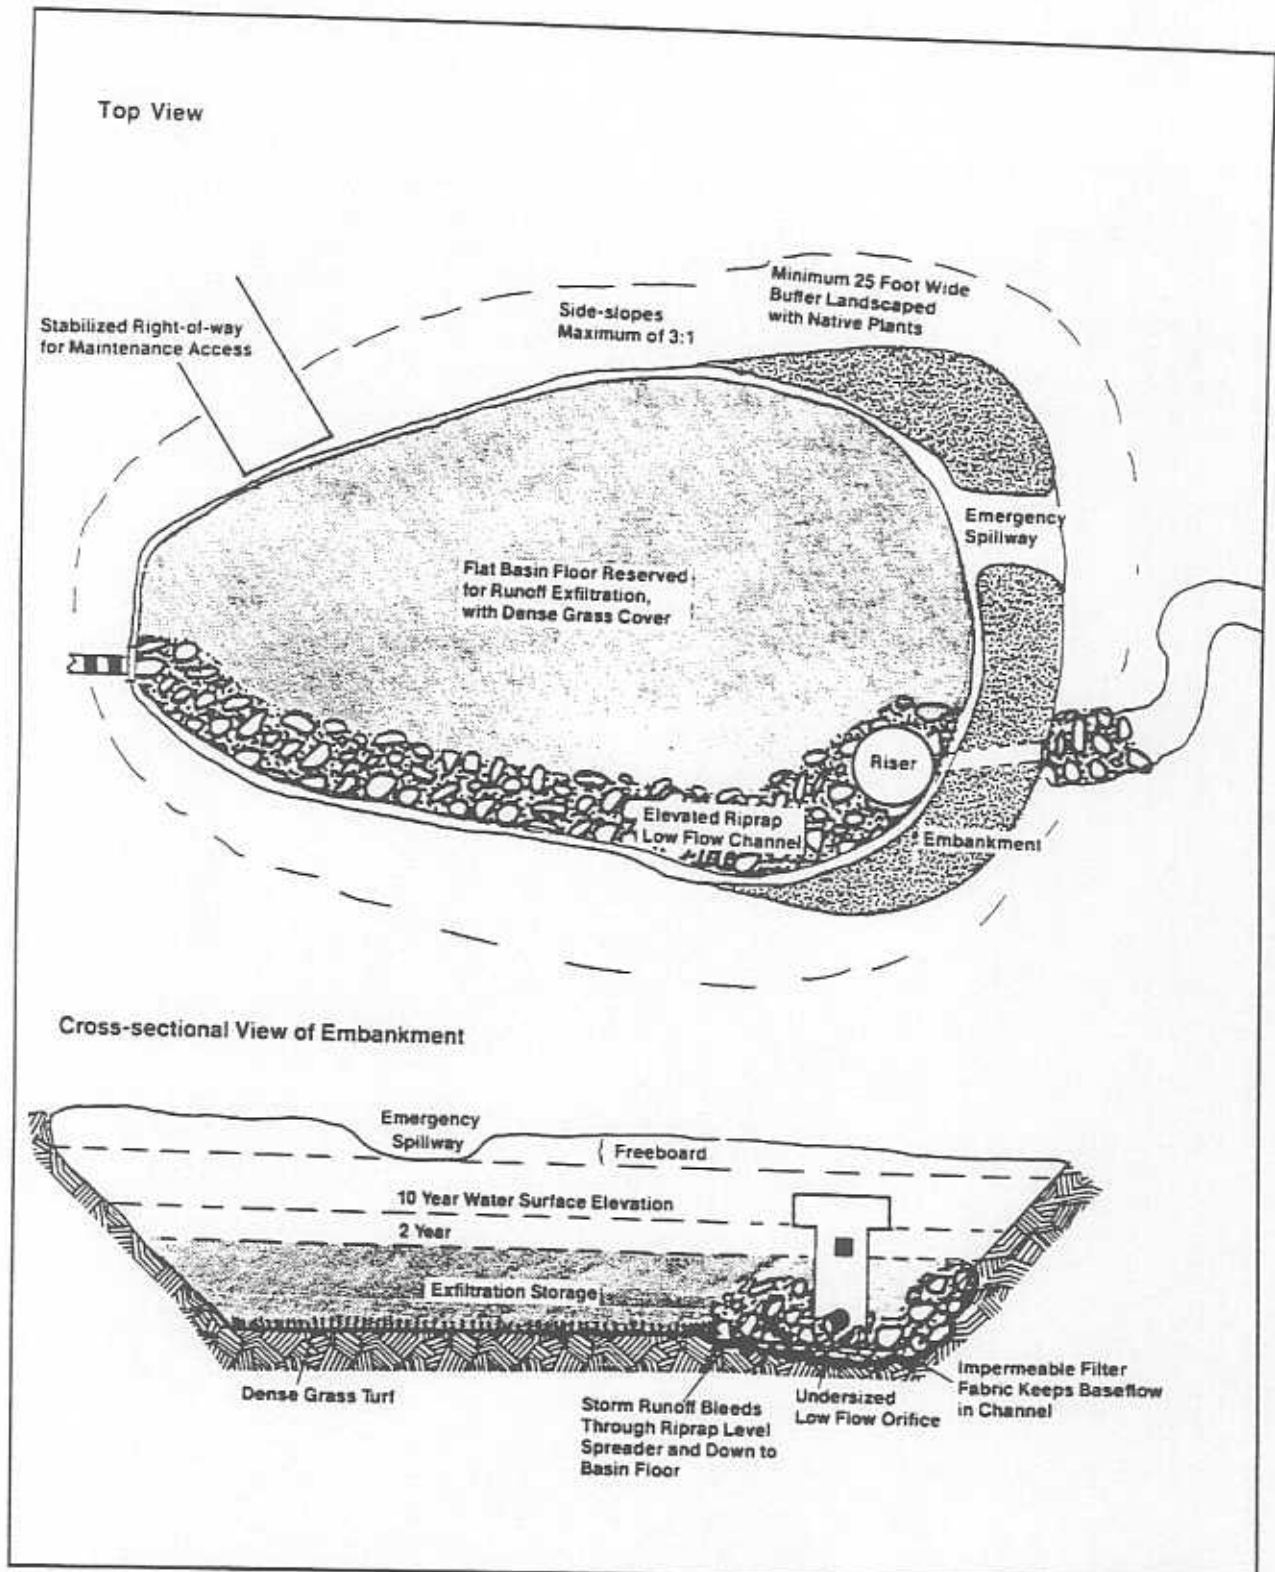 Top View
Stabilized Right-of-way
for Maintenance Access
Side-slopes
Maximum of 3:1
Minimum 25 Foot Wide
Buffer Landscaped
with Native Plants
Emergency
Spillway
Flat Basin Floor Reserved
for Runoff Exfiltration,
with Dense Grass Cover
Riser
Elevated Riprap
Low Flow Channel
Embankment
Cross-sectional View of Embankment
Emergency
Spillway
Freeboard
10 Year Water Surface Elevation
2 Year
Exfiltration Storage
Dense Grass Turf
Storm Runoff Bleeds
Through Riprap Level
Spreader and Down to
Basin Floor
Undersized
Low Flow Orifice
Impermeable Filter
Fabric Keeps Baseflow
in Channel